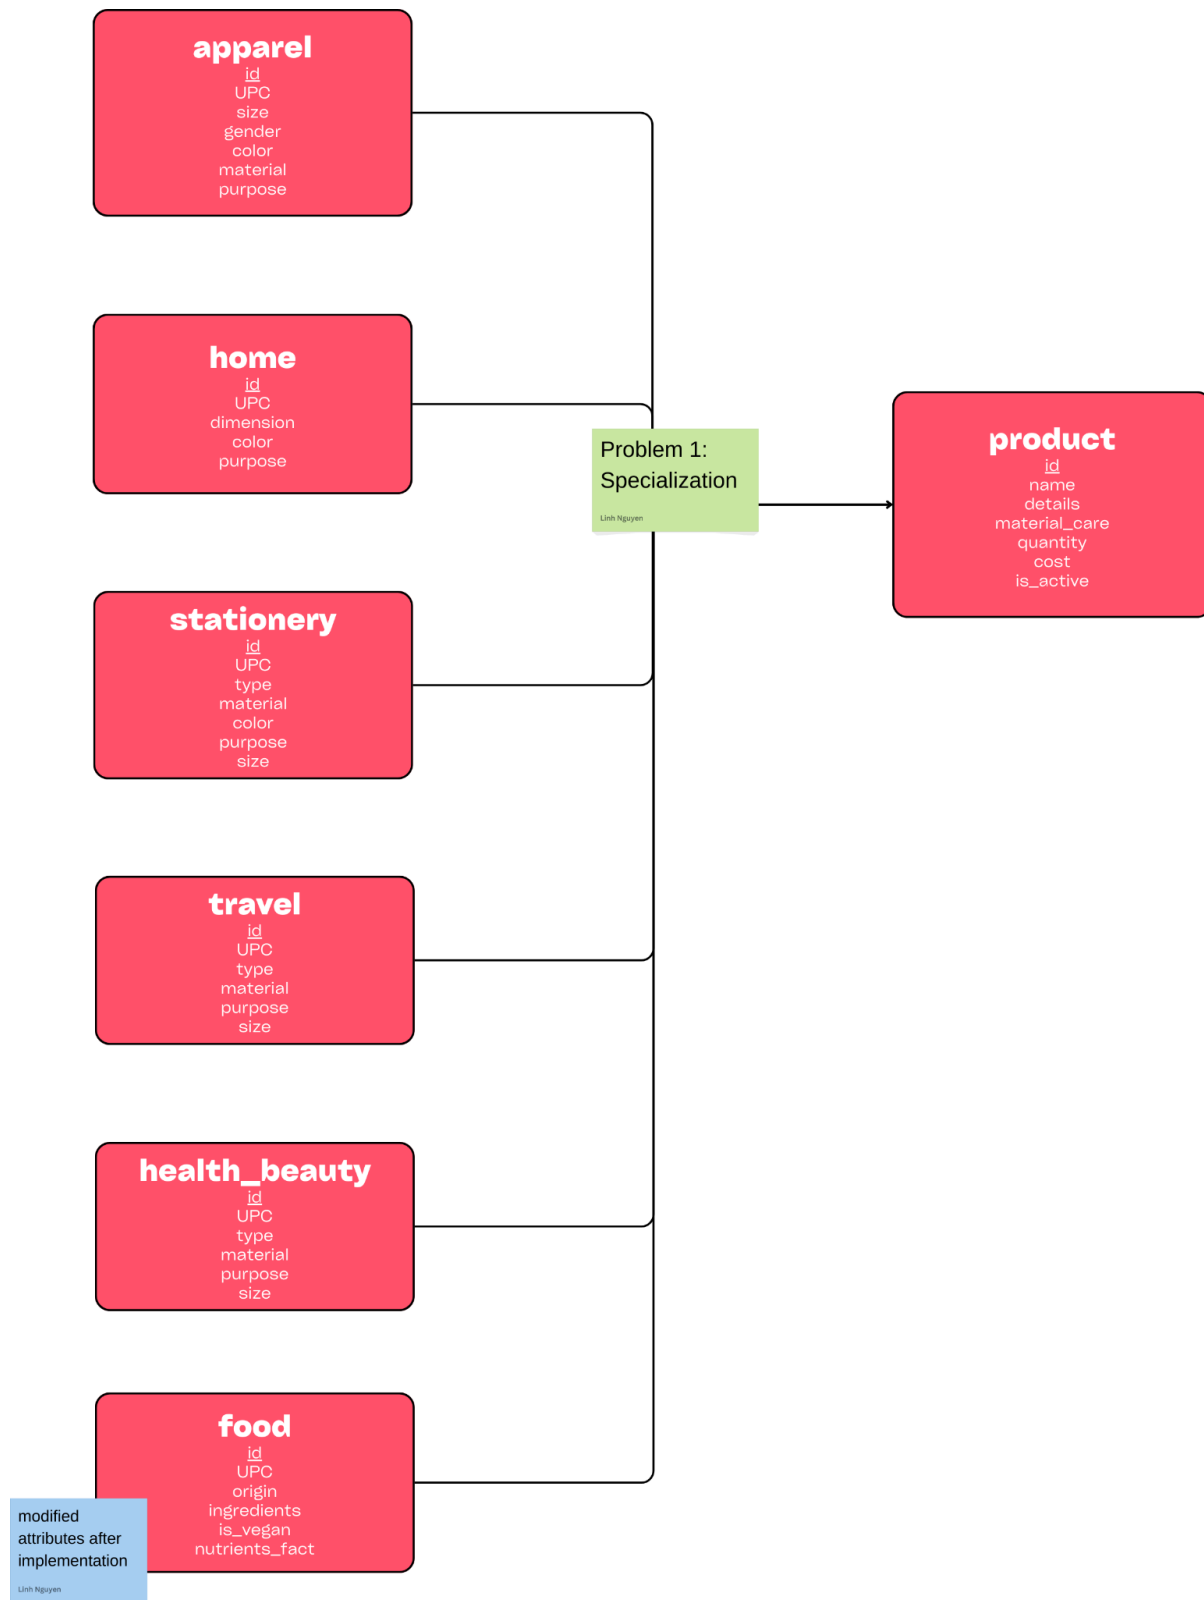 apparel
id
UPC
size
gender
color
material
purpose
home
id
UPC
dimension
color
purpose
Problem 1:
Specialization
Linh Nguyen
product
id
name
details
material_care
quantity
cost
is_active
stationery
id
UPC
type
material
color
purpose
size
travel
id
UPC
type
material
purpose
size
health_beauty
id
UPC
type
material
purpose
size
food
id
UPC
origin
ingredients
is_vegan
nutrients_fact
modified
attributes after
implementation
Linh Nguyen